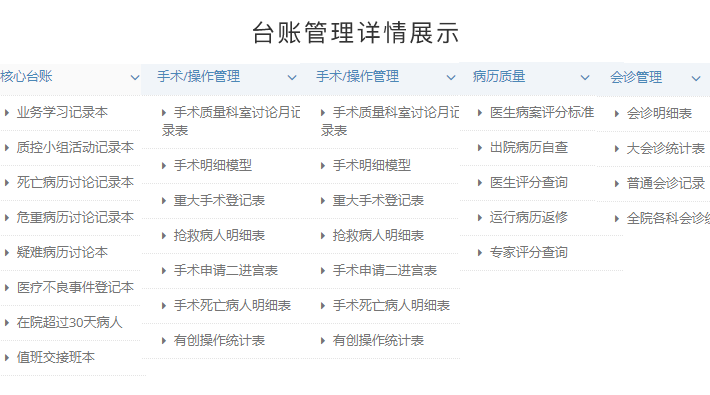 台账管理详情展示
核心台账
业务学习记录本
质控小组活动记录本
死亡病历讨论记录本
危重病历讨论记录本
疑难病历讨论本
医疗不良事件登记本
在院超过30天病人
值班交接班本
手术/操作管理
手术质量科室讨论月记
录表
手术明细模型
重大手术登记表
抢救病人明细表
手术申请二进宫表
手术死亡病人明细表
有创操作统计表
手术/操作管理
手术质量科室讨论月记
录表
手术明细模型
重大手术登记表
抢救病人明细表
手术申请二进宫表
手术死亡病人明细表
有创操作统计表
病历质量
医生病案评分标准
出院病历自查
医生评分查询
运行病历返修
专家评分查询
会诊管理
会诊明细表
大会诊统计表
普通会诊记录
全院各科会诊